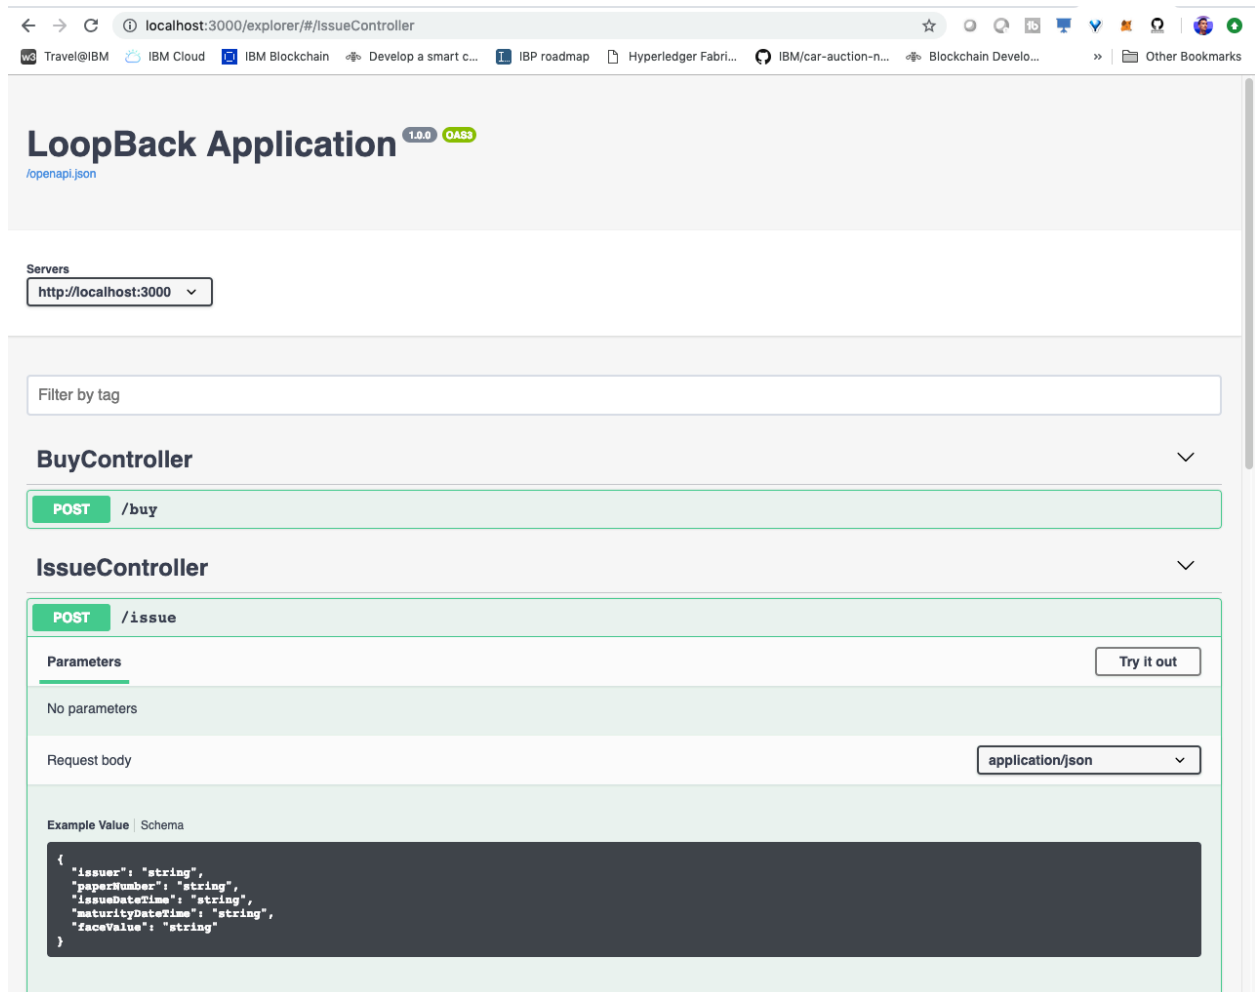 localhost:3000/explorer/#/IssueController
w3 Travel@IBM IBM Cloud IBM Blockchain Develop a smart c... IBP roadmap Hyperledger Fabri... IBM/car-auction-n... Blockchain Develo... » Other Bookmarks
LoopBack Application 1.0.0 OAS3
/openapi.json
Servers
http://localhost:3000
Filter by tag
BuyController
POST /buy
IssueController
POST /issue
Parameters Try it out
No parameters
Request body application/json
Example Value Schema
{
"issuer": "string",
"paperNumber": "string",
"issueDateTime": "string",
"maturityDateTime": "string",
"faceValue": "string"
}